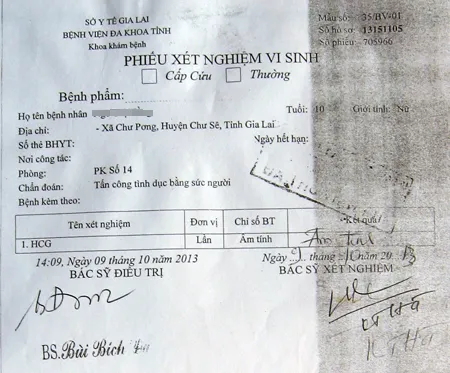 SỞ Y TẾ GIA LAI
BỆNH VIỆN ĐA KHOA TỈNH
Khoa khám bệnh
Mẫu số: 35/BV-01
Số hồ sơ: 13151105
Số phiếu: 705966
PHIẾU XÉT NGHIỆM VI SINH
Cấp Cứu Thường
Bệnh phẩm:
Họ tên bệnh nhân Tuổi: 10 Giới tính: Nữ
Địa chỉ: - Xã Chư Pơng, Huyện Chư Sê, Tỉnh Gia Lai
Số thẻ BHYT: Ngày hết hạn:
Nơi công tác:
Phòng: PK Số 14
Chẩn đoán: Tấn công tình dục bằng sức người
Bệnh kèm theo:
Tên xét nghiệm Đơn vị Chỉ số BT Kết quả
1. HCG Lần Âm tính Âm tính
14:09, Ngày 09 tháng 10 năm 2013
BÁC SỸ ĐIỀU TRỊ
tháng 10 năm 2013
BÁC SỸ XÉT NGHIỆM
BS. Bùi Bích